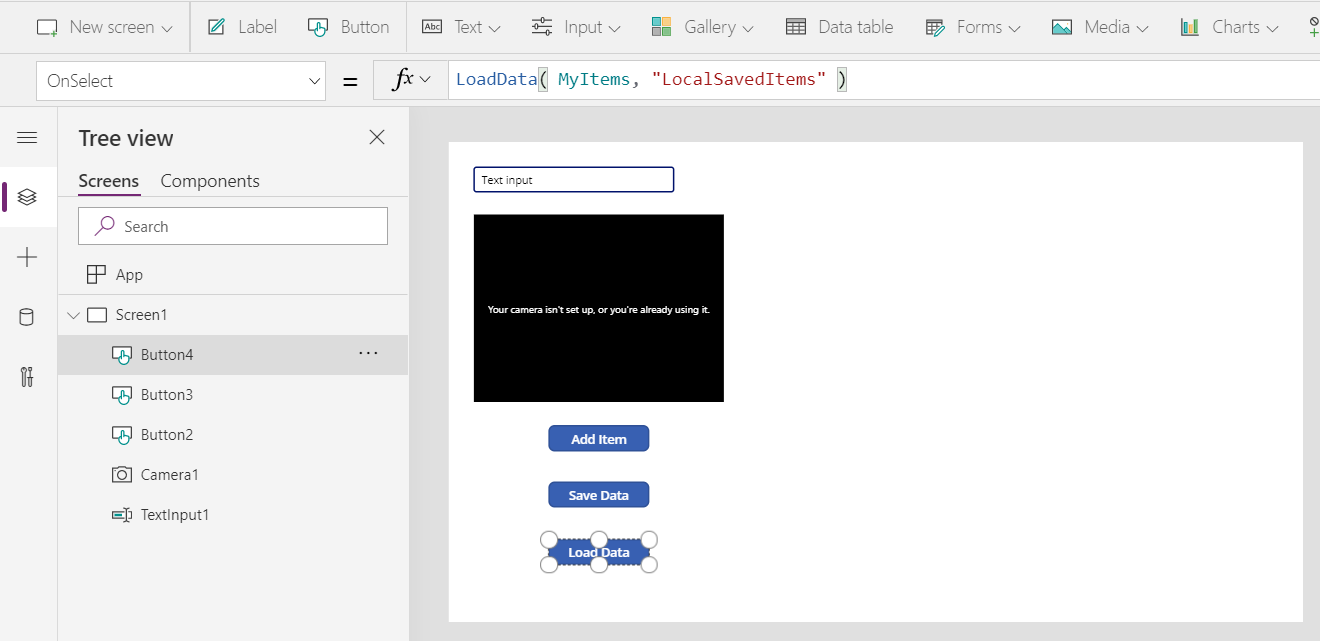 New screen Label Button Abc Text Input Gallery Data table Forms Media Charts
OnSelect = fx LoadData( MyItems, "LocalSavedItems" )
Tree view
Screens Components
Search
App
Screen1
Button4 ...
Button3
Button2
Camera1
TextInput1
Text input
Your camera isn't set up, or you're already using it.
Add Item
Save Data
Load Data